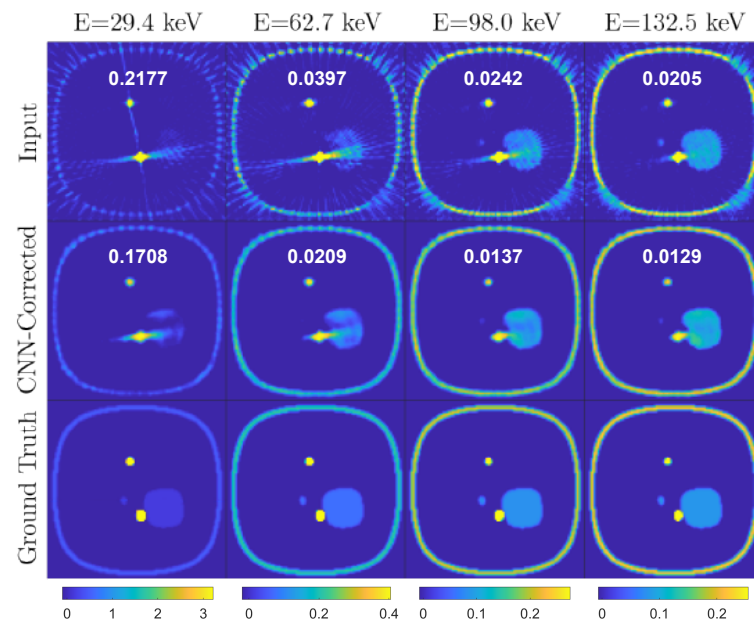 E=29.4 keV E=62.7 keV E=98.0 keV E=132.5 keV
Input
0.2177 0.0397 0.0242 0.0205
CNN-Corrected
0.1708 0.0209 0.0137 0.0129
Ground Truth
0 1 2 3 0 0.2 0.4 0 0.1 0.2 0 0.1 0.2